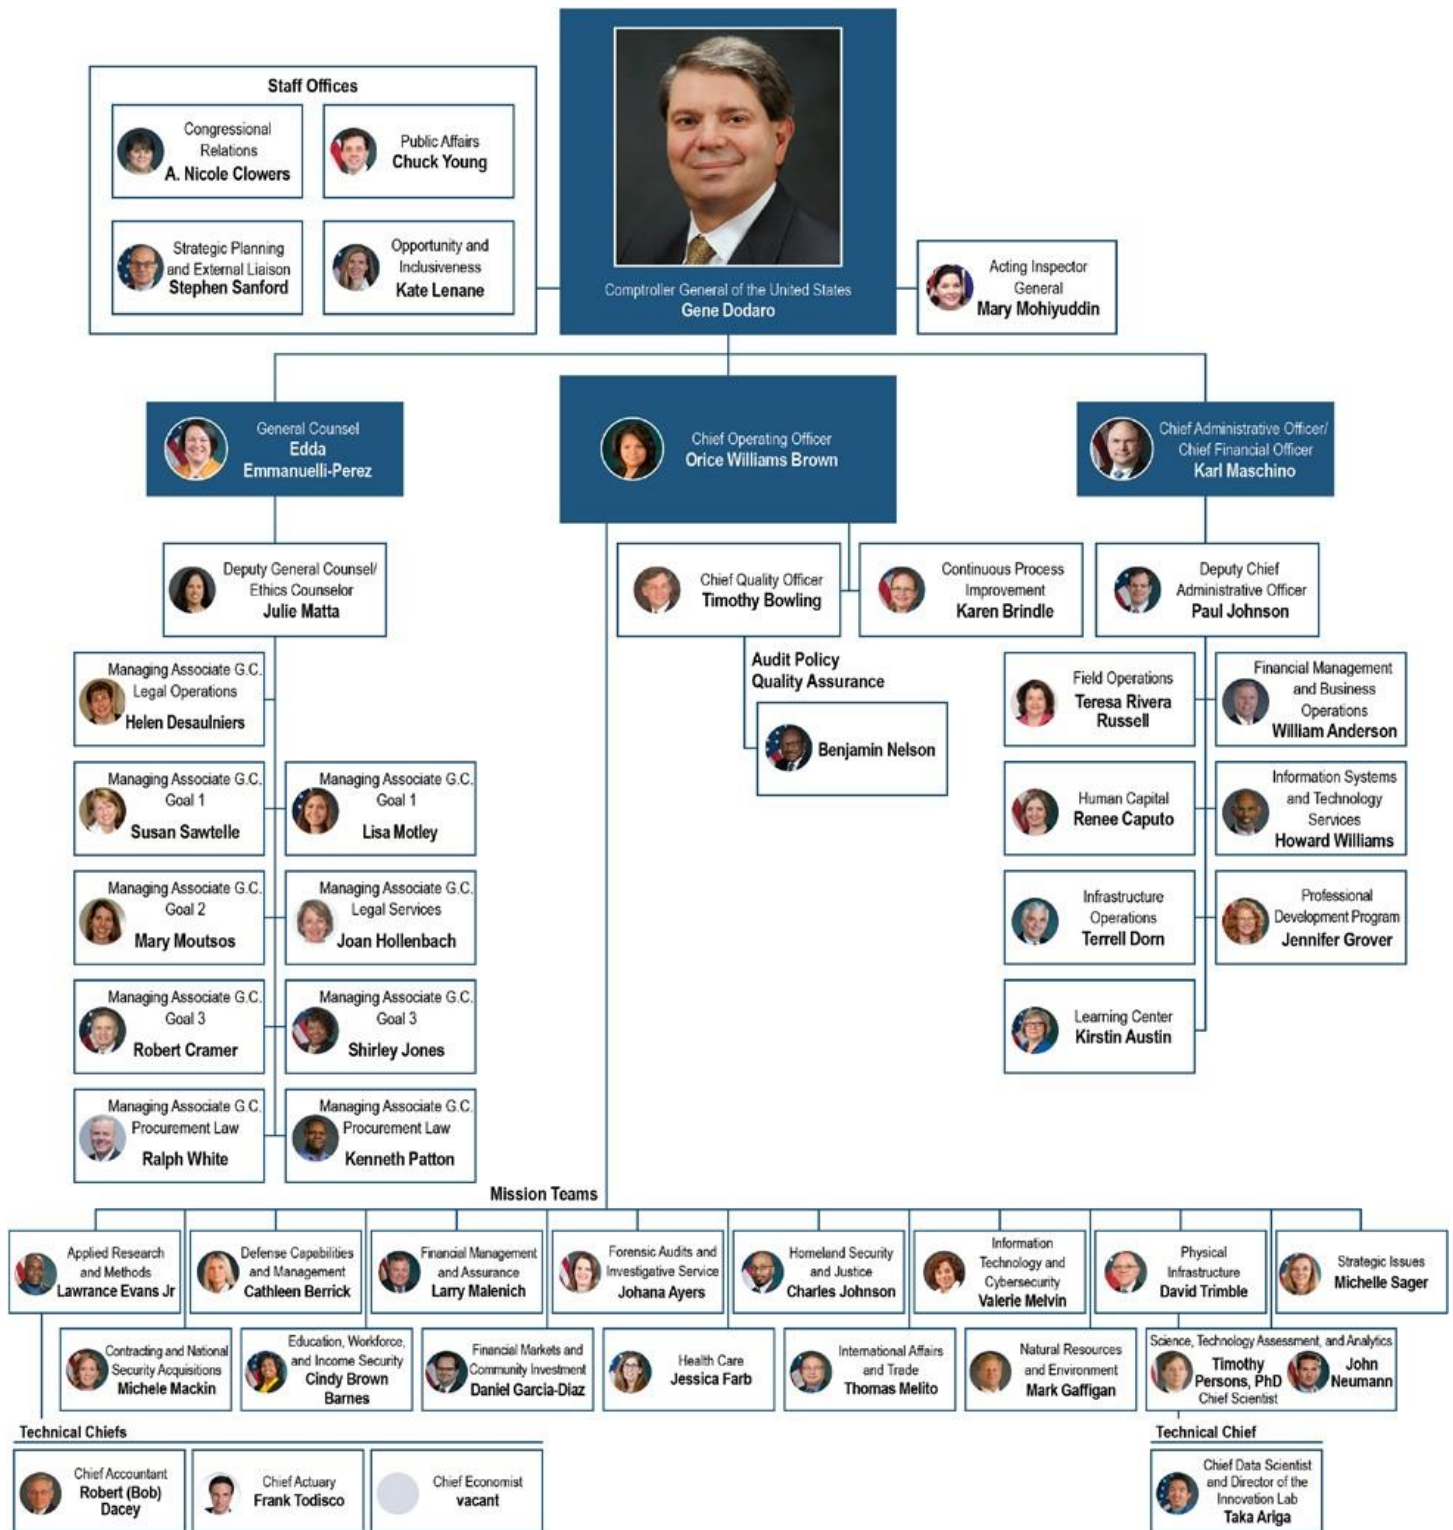 Staff Offices
Congressional
Relations
A. Nicole Clowers
Public Affairs
Chuck Young
Strategic Planning
and External Liaison
Stephen Sanford
Opportunity and
Inclusiveness
Kate Lenane
Comptroller General of the United States
Gene Dodaro
Acting Inspector
General
Mary Mohiyuddin
General Counsel
Edda
Emmanuelli-Perez
Chief Operating Officer
Orice Williams Brown
Chief Administrative Officer/
Chief Financial Officer
Karl Maschino
Deputy General Counsel/
Ethics Counselor
Julie Matta
Managing Associate G.C.
Legal Operations
Helen Desaulniers
Managing Associate G.C.
Goal 1
Susan Sawtelle
Managing Associate G.C.
Goal 1
Lisa Motley
Managing Associate G.C.
Goal 2
Mary Moutsos
Managing Associate G.C.
Legal Services
Joan Hollenbach
Managing Associate G.C.
Goal 3
Robert Cramer
Managing Associate G.C.
Goal 3
Shirley Jones
Managing Associate G.C.
Procurement Law
Ralph White
Managing Associate G.C.
Procurement Law
Kenneth Patton
Chief Quality Officer
Timothy Bowling
Continuous Process
Improvement
Karen Brindle
Audit Policy
Quality Assurance
Benjamin Nelson
Deputy Chief
Administrative Officer
Paul Johnson
Field Operations
Teresa Rivera
Russell
Financial Management
and Business
Operations
William Anderson
Human Capital
Renee Caputo
Information Systems
and Technology
Services
Howard Williams
Infrastructure
Operations
Terrell Dorn
Professional
Development Program
Jennifer Grover
Learning Center
Kirstin Austin
Mission Teams
Applied Research
and Methods
Lawrance Evans Jr
Defense Capabilities
and Management
Cathleen Berrick
Financial Management
and Assurance
Larry Malenich
Forensic Audits and
Investigative Service
Johana Ayers
Homeland Security
and Justice
Charles Johnson
Information
Technology and
Cybersecurity
Valerie Melvin
Physical
Infrastructure
David Trimble
Strategic Issues
Michelle Sager
Contracting and National
Security Acquisitions
Michele Mackin
Education, Workforce,
and Income Security
Cindy Brown
Barnes
Financial Markets and
Community Investment
Daniel Garcia-Diaz
Health Care
Jessica Farb
International Affairs
and Trade
Thomas Melito
Natural Resources
and Environment
Mark Gaffigan
Science, Technology Assessment, and Analytics
Timothy
Persons, PhD
Chief Scientist
John
Neumann
Technical Chiefs
Chief Accountant
Robert (Bob)
Dacey
Chief Actuary
Frank Todisco
Chief Economist
vacant
Technical Chief
Chief Data Scientist
and Director of the
Innovation Lab
Taka Ariga